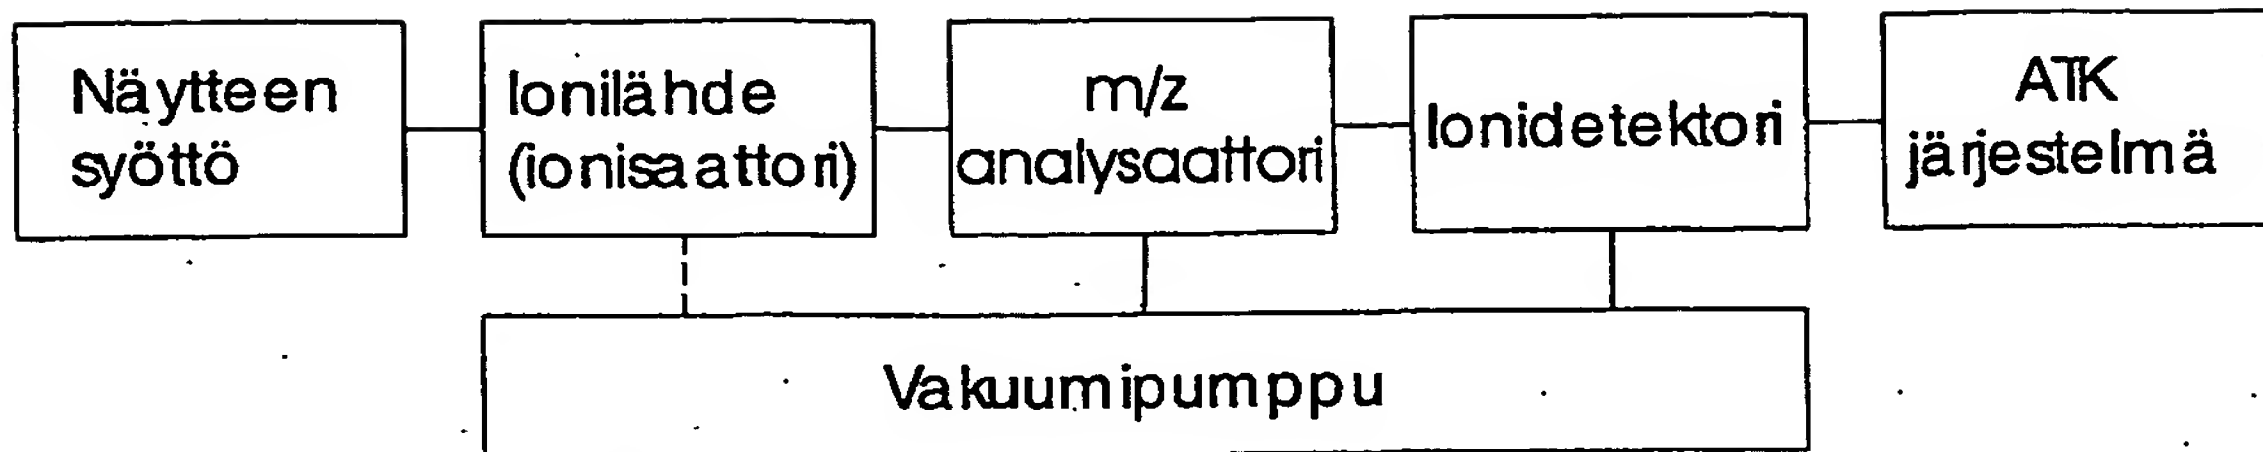 Näytteen
syöttö
Ionilähde
(ionisaattori)
m/z
analysaattori
Ionidetektori
ATK
järjestelmä
Vakuumipumppu